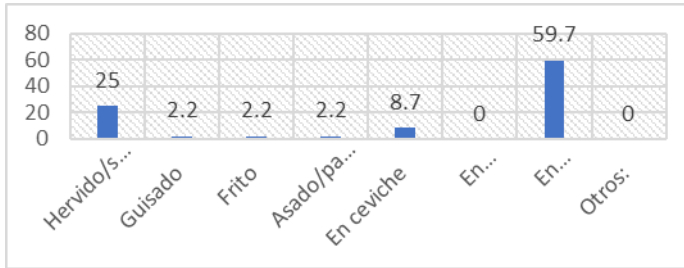 80
60
40
20
0
25
2.2
2.2
2.2
8.7
0
59.7
0
Hervido/s...
Guisado
Frito
Asado/pa...
En ceviche
En...
En...
Otros: